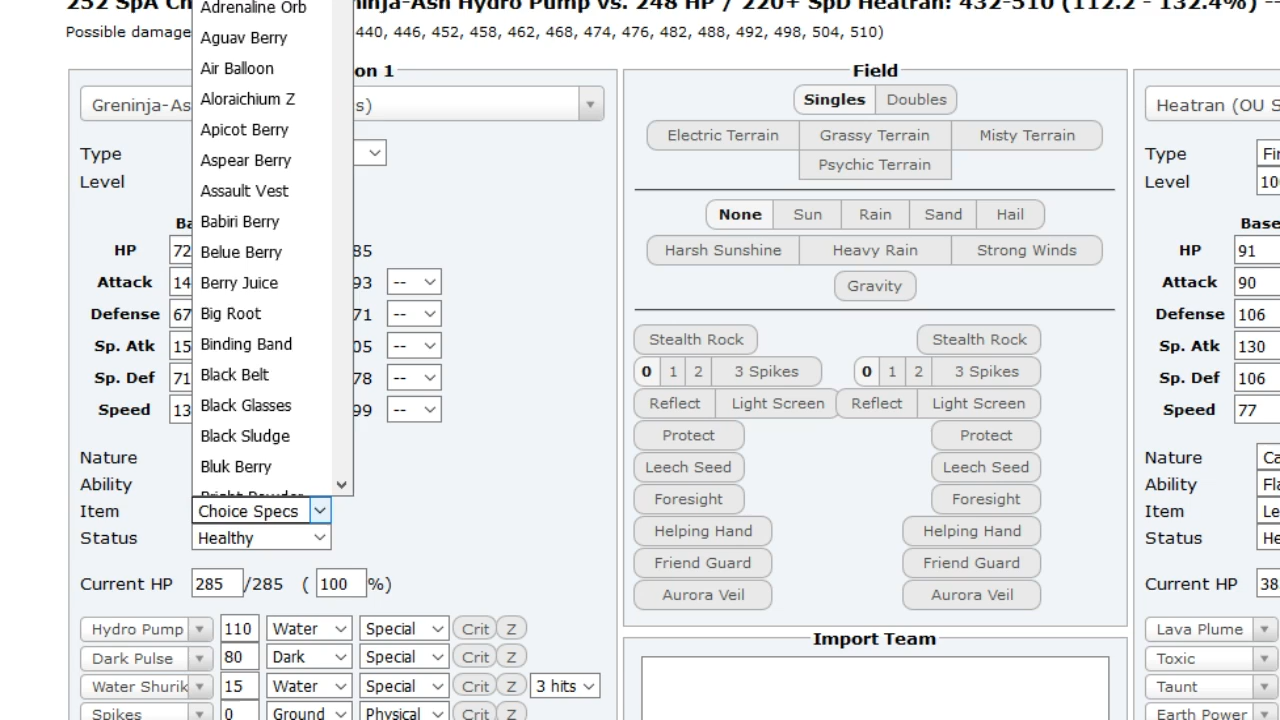 252 SpA Ch
ninja-Ash Hydro Pump vs. 248 HP / 220+ SpD Heatran: 432-510 (112.2 - 132.4%) --
Possible damage
440, 446, 452, 458, 462, 468, 474, 476, 482, 488, 492, 498, 504, 510)
Adrenaline Orb
Aguav Berry
Air Balloon
Aloraichium Z
Apicot Berry
Aspear Berry
Assault Vest
Babiri Berry
Belue Berry
Berry Juice
Big Root
Binding Band
Black Belt
Black Glasses
Black Sludge
Bluk Berry
Bright Powder
on 1
Greninja-As
s)
Type
Level
Ba
HP 72 85
Attack 14 93 --
Defense 67 71 --
Sp. Atk 15 05 --
Sp. Def 71 78 --
Speed 13 99 --
Nature
Ability
Item Choice Specs
Status Healthy
Current HP 285 /285 ( 100 %)
Hydro Pump 110 Water Special Crit Z
Dark Pulse 80 Dark Special Crit Z
Water Shurik 15 Water Special Crit Z 3 hits
Spikes 0 Ground Physical Crit Z
Field
Singles Doubles
Electric Terrain Grassy Terrain Misty Terrain
Psychic Terrain
None Sun Rain Sand Hail
Harsh Sunshine Heavy Rain Strong Winds
Gravity
Stealth Rock Stealth Rock
0 1 2 3 Spikes 0 1 2 3 Spikes
Reflect Light Screen Reflect Light Screen
Protect Protect
Leech Seed Leech Seed
Foresight Foresight
Helping Hand Helping Hand
Friend Guard Friend Guard
Aurora Veil Aurora Veil
Import Team
Heatran (OU S
Type Fir
Level 10
Base
HP 91
Attack 90
Defense 106
Sp. Atk 130
Sp. Def 106
Speed 77
Nature Ca
Ability Fla
Item Le
Status He
Current HP 38
Lava Plume
Toxic
Taunt
Earth Power